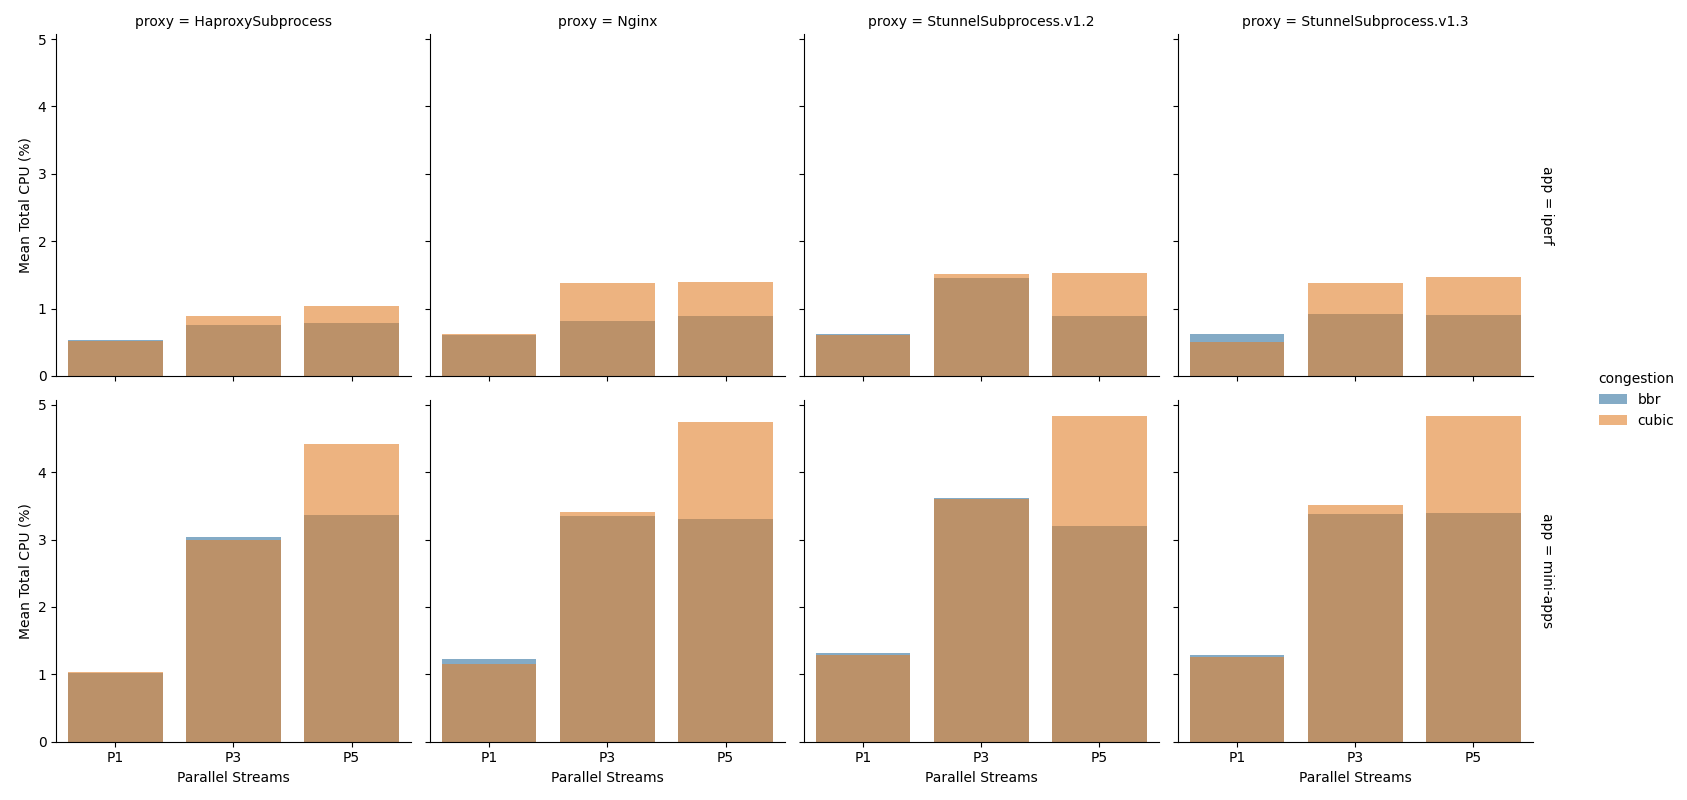 proxy = HaproxySubprocess
proxy = Nginx
proxy = StunnelSubprocess.v1.2
proxy = StunnelSubprocess.v1.3
5
4
3
2
1
0
Mean Total CPU (%)
app = iperf
5
4
3
2
1
0
Mean Total CPU (%)
app = mini-apps
congestion
bbr
cubic
P1 P3 P5
P1 P3 P5
P1 P3 P5
P1 P3 P5
Parallel Streams
Parallel Streams
Parallel Streams
Parallel Streams